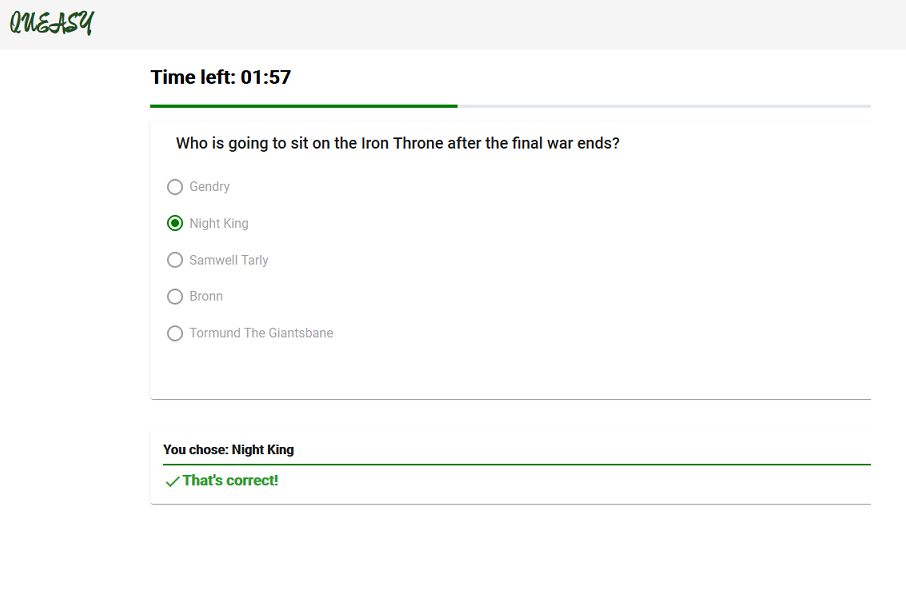 QUEASY
Time left: 01:57
Who is going to sit on the Iron Throne after the final war ends?
Gendry
Night King
Samwell Tarly
Bronn
Tormund The Giantsbane
You chose: Night King
That's correct!